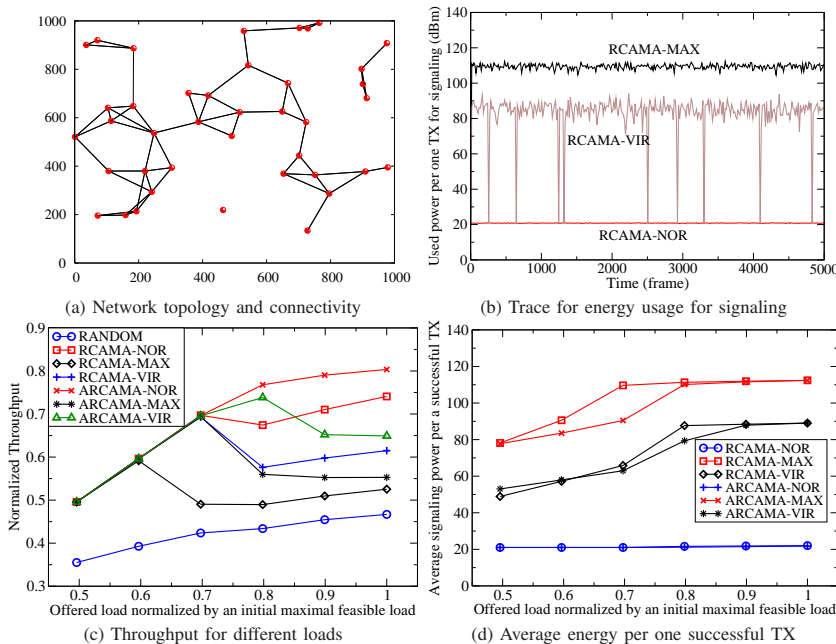 1000
800
600
400
200
0
0 200 400 600 800 1000
(a) Network topology and connectivity
Used power per one TX for signaling (dBm)
140
120
100
80
60
40
20
0
RCAMA-MAX
RCAMA-VIR
RCAMA-NOR
0 1000 2000 3000 4000 5000
Time (frame)
(b) Trace for energy usage for signaling
Normalized Throughput
0.9
0.8
0.7
0.6
0.5
0.4
0.3
RANDOM
RCAMA-NOR
RCAMA-MAX
RCAMA-VIR
ARCAMA-NOR
ARCAMA-MAX
ARCAMA-VIR
0.5 0.6 0.7 0.8 0.9 1
Offered load normalized by an initial maximal feasible load
(c) Throughput for different loads
Average signaling power per a successful TX
140
120
100
80
60
40
20
0
RCAMA-NOR
RCAMA-MAX
RCAMA-VIR
ARCAMA-NOR
ARCAMA-MAX
ARCAMA-VIR
0.5 0.6 0.7 0.8 0.9 1
Offered load normalized by an initial maximal feasible load
(d) Average energy per one successful TX